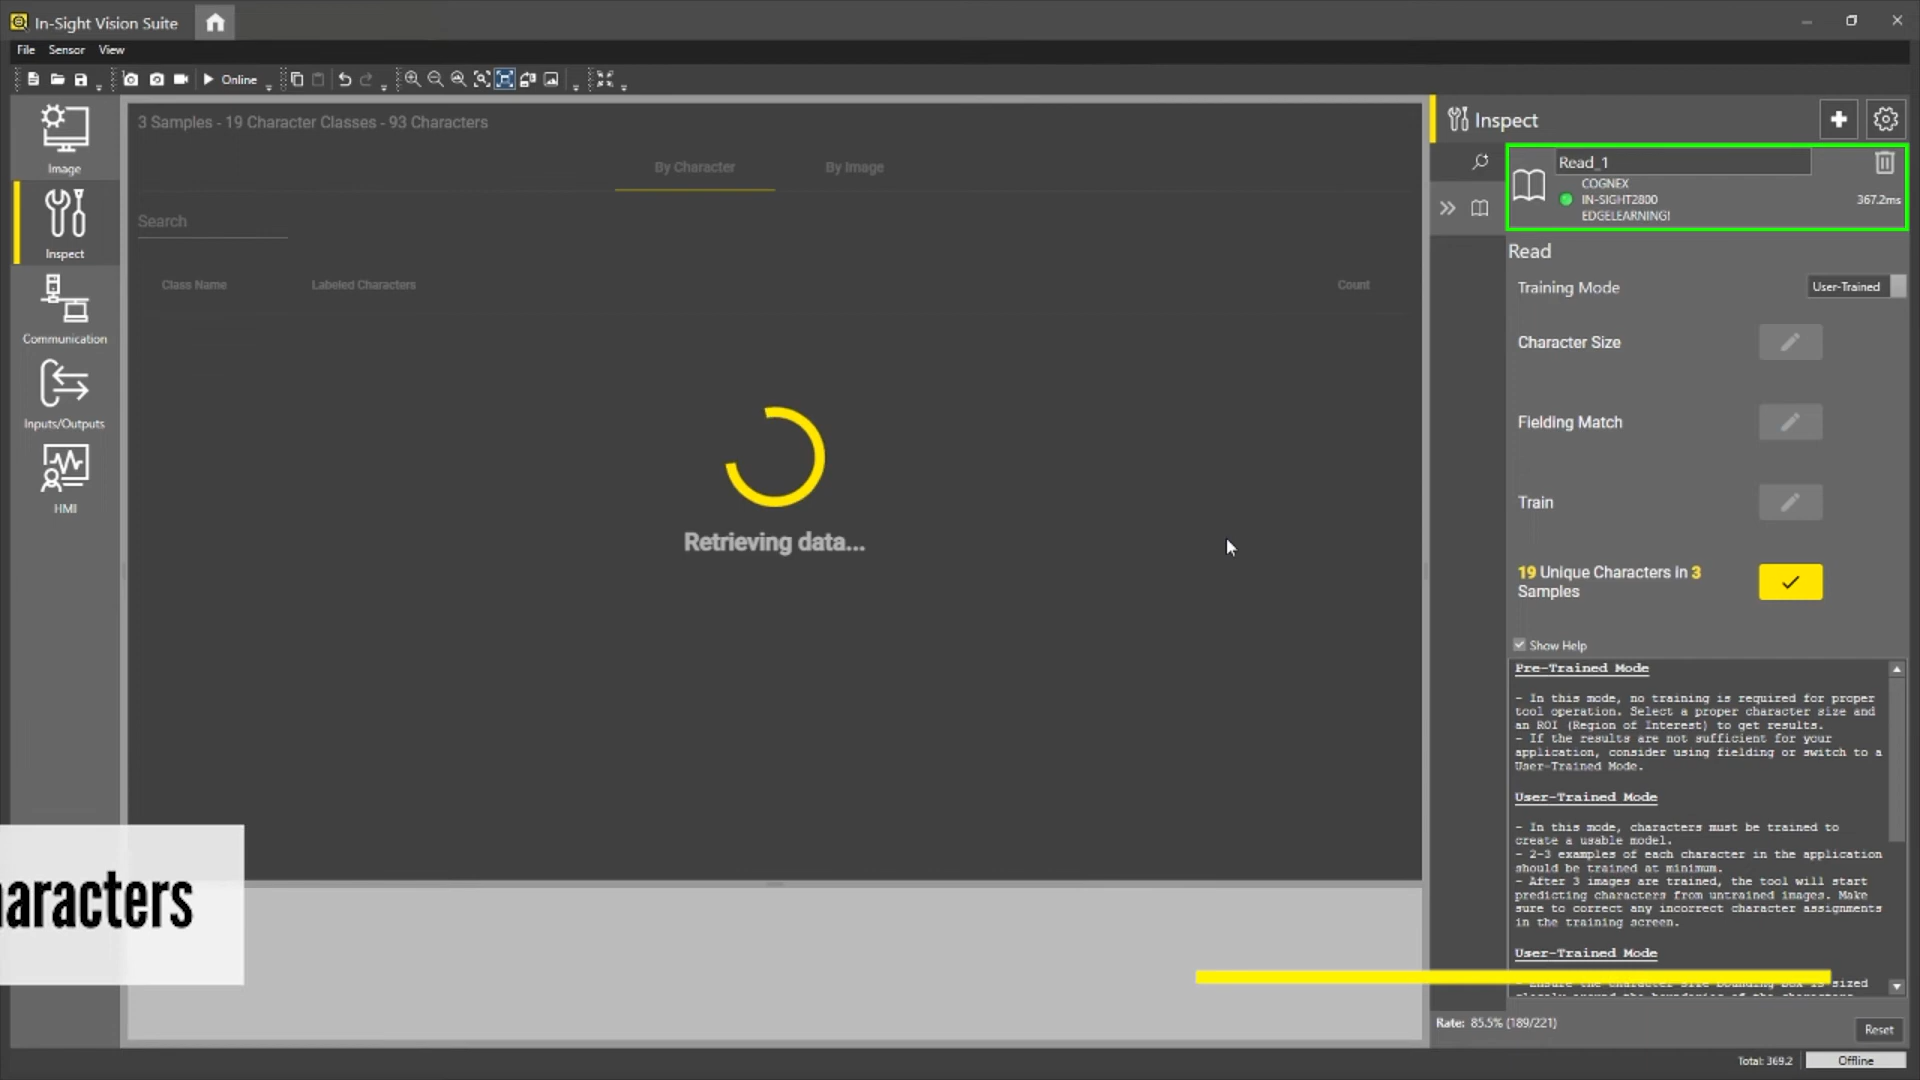 In-Sight Vision Suite
File Sensor View
Online
Image
Inspect
Communication
Inputs/Outputs
HMI
3 Samples - 19 Character Classes - 93 Characters
By Character By Image
Search
Class Name Labeled Characters Count
Retrieving data...
aracters
Inspect
Read_1
COGNEX
IN-SIGHT2800
EDGELEARNING!
367.2ms
Read
Training Mode User-Trained
Character Size
Fielding Match
Train
19 Unique Characters in 3
Samples
Show Help
Pre-Trained Mode
- In this mode, no training is required for proper
tool operation. Select a proper character size and
an ROI (Region of Interest) to get results.
- If the results are not sufficient for your
application, consider using fielding or switch to a
User-Trained Mode.
User-Trained Mode
- In this mode, characters must be trained to
create a usable model.
- 2-3 examples of each character in the application
should be trained at minimum.
- After 3 images are trained, the tool will start
predicting characters from untrained images. Make
sure to correct any incorrect character assignments
in the training screen.
User-Trained Mode
- Ensure the character size bounding box is sized
Rate: 85.5% (189/221)
Reset
Total: 369.2 Offline